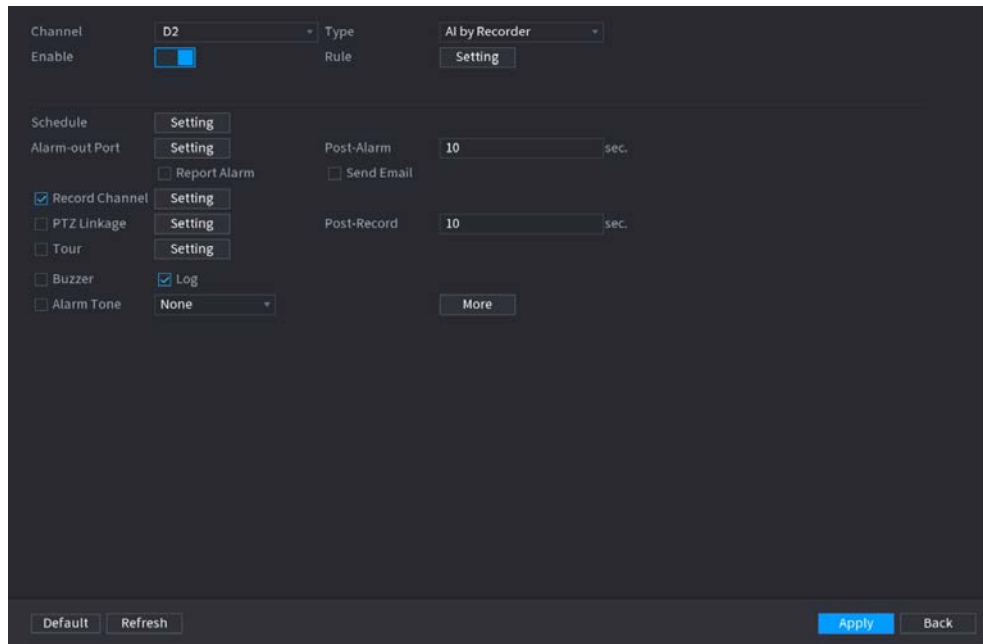 Channel D2 Type AI by Recorder
Enable Rule Setting
Schedule Setting
Alarm-out Port Setting Post-Alarm 10 sec.
Report Alarm Send Email
Record Channel Setting
PTZ Linkage Setting Post-Record 10 sec.
Tour Setting
Buzzer Log
Alarm Tone None More
Default Refresh Apply Back